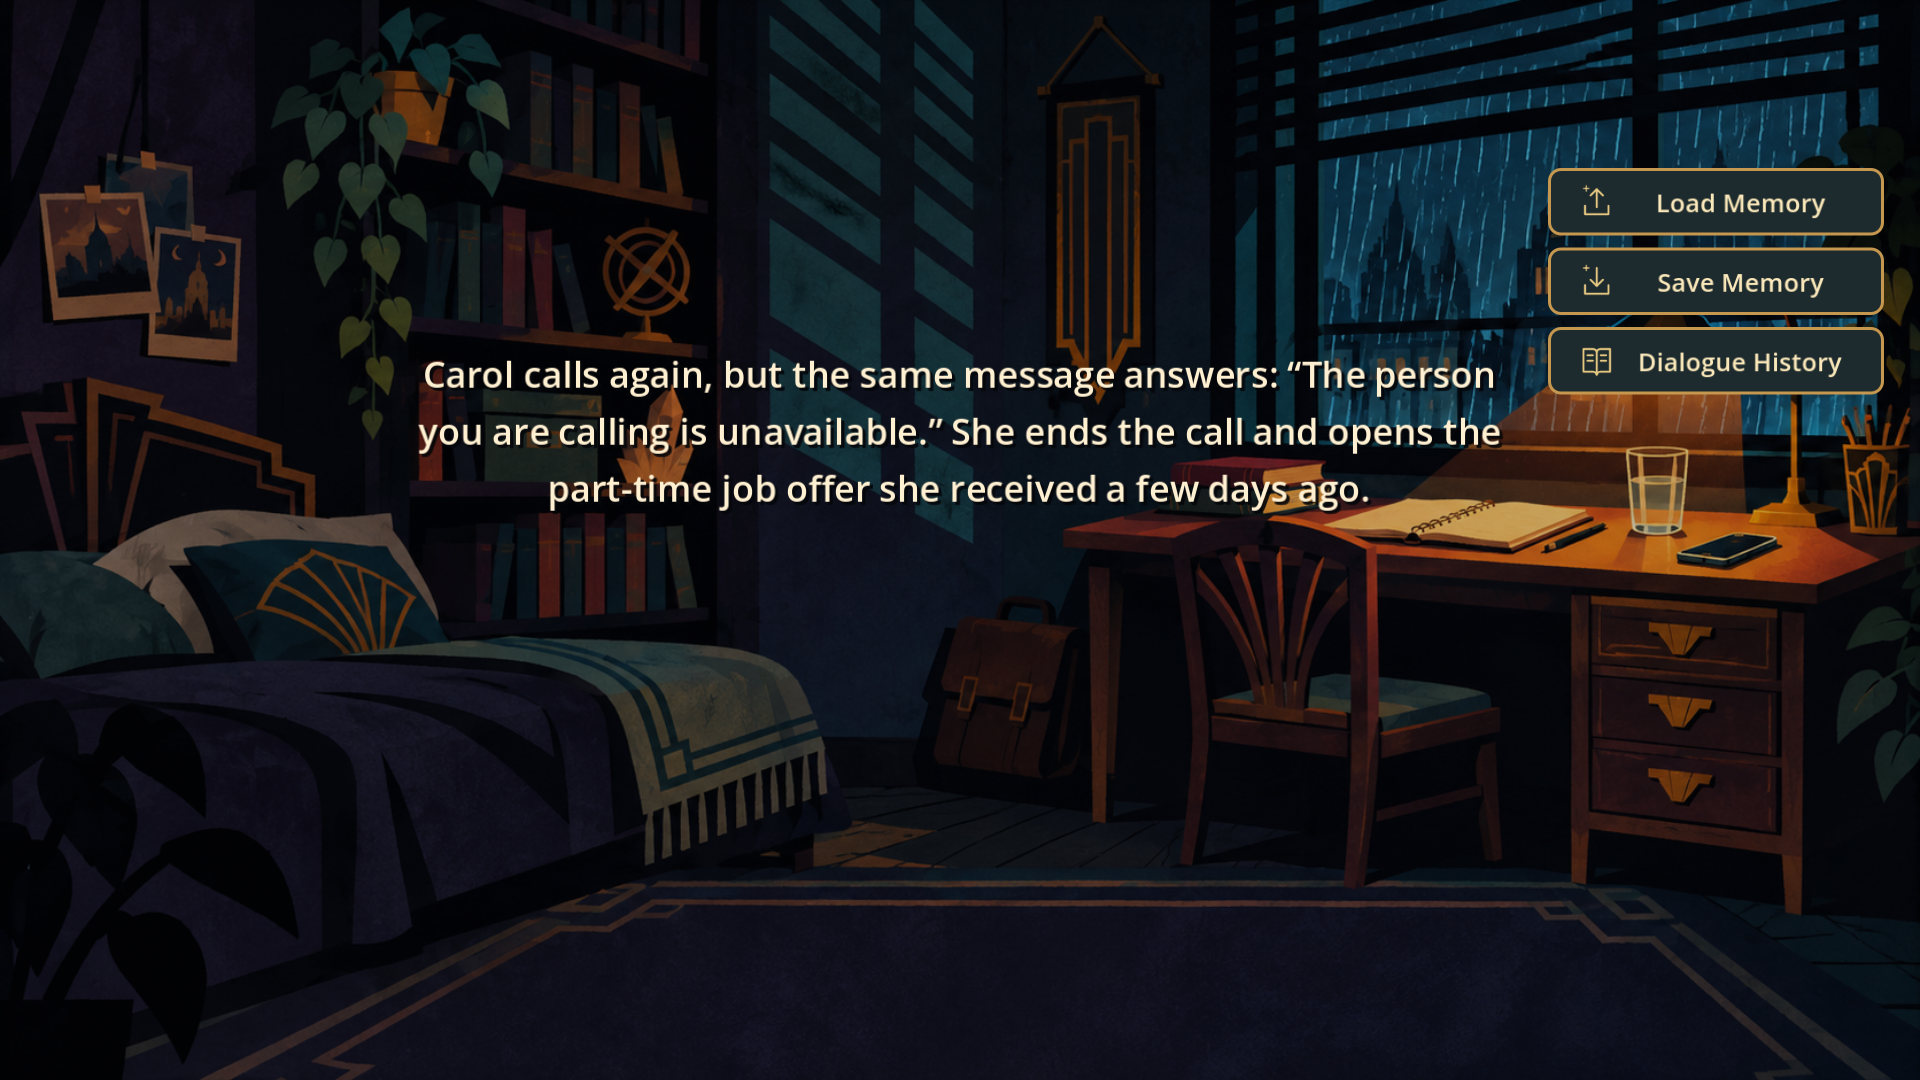 Load Memory
Save Memory
Dialogue History
Carol calls again, but the same message answers: “The person
you are calling is unavailable.” She ends the call and opens the
part-time job offer she received a few days ago.